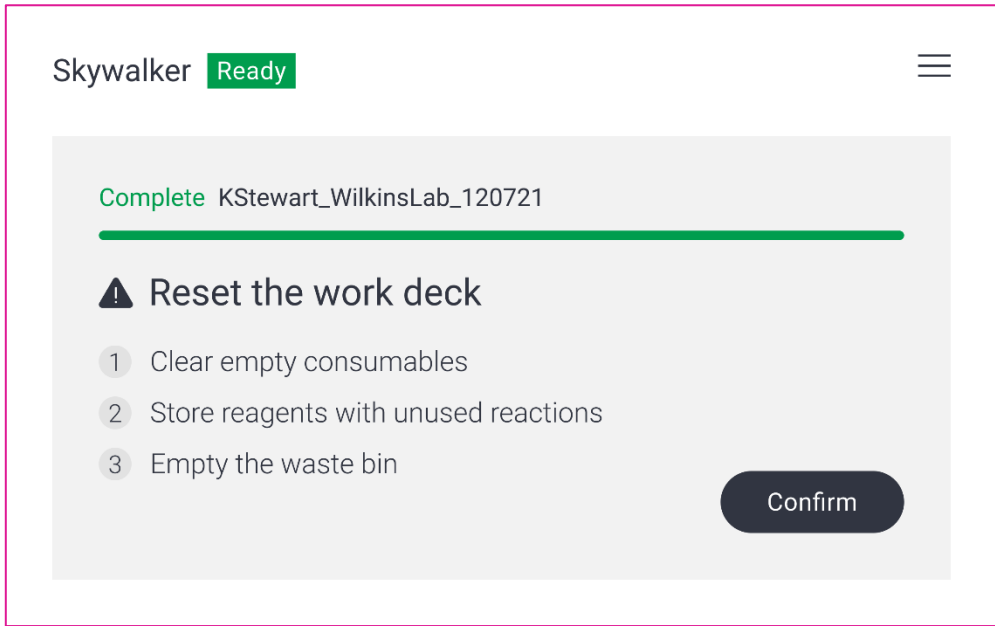 Skywalker Ready
Complete KStewart_WilkinsLab_120721
! Reset the work deck
1 Clear empty consumables
2 Store reagents with unused reactions
3 Empty the waste bin
Confirm